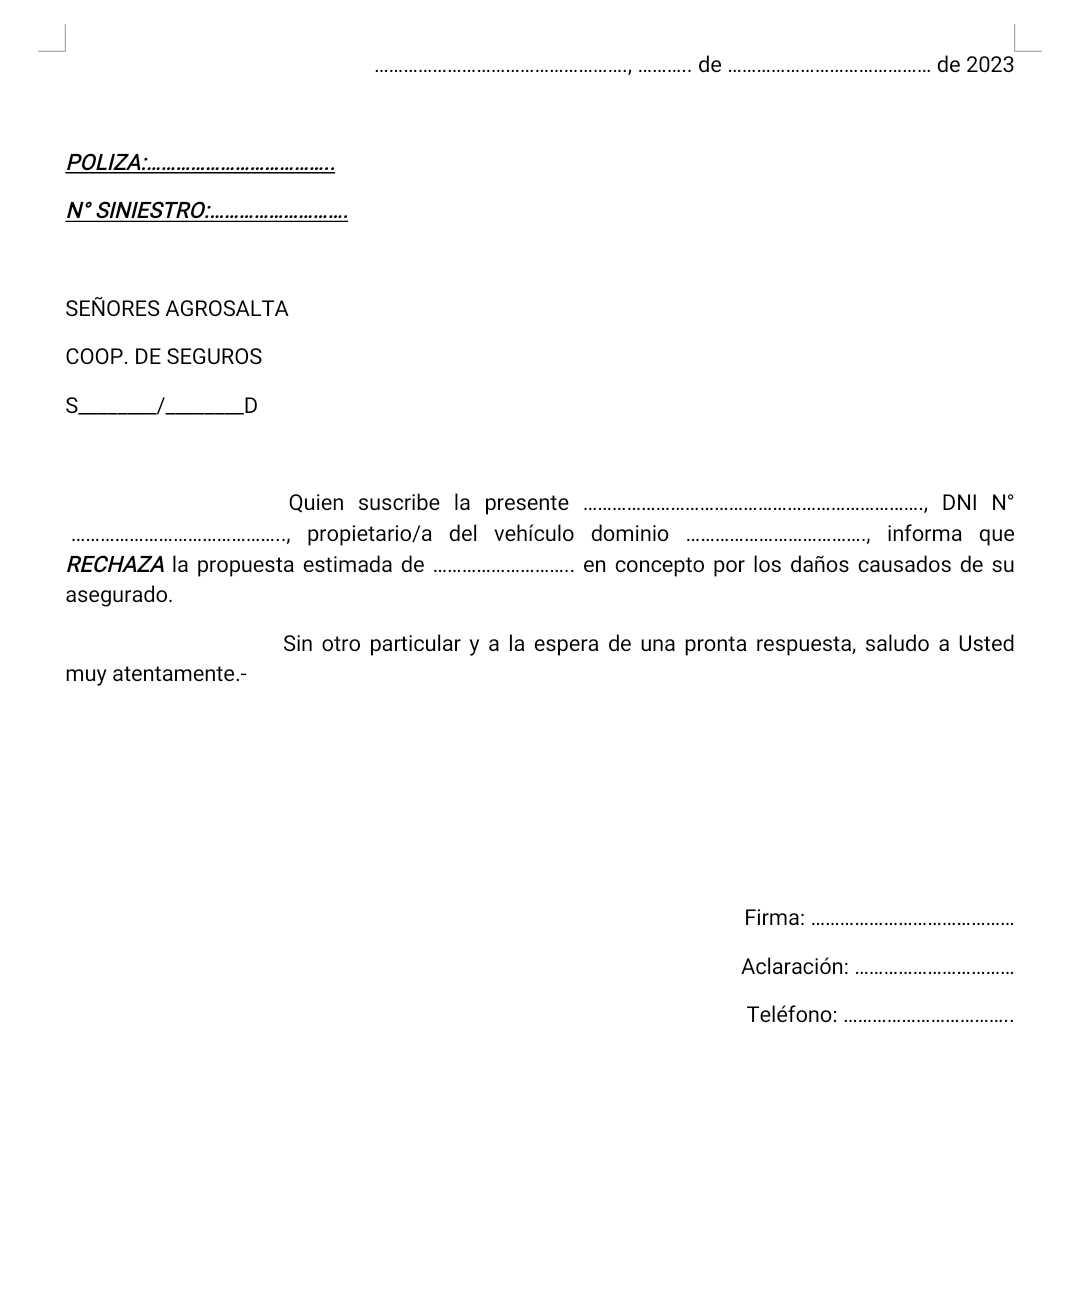 ……………………………………………., ……….. de …………………………………… de 2023
POLIZA:………………………………..
N° SINIESTRO:……………………….
SEÑORES AGROSALTA
COOP. DE SEGUROS
S________/________D
Quien suscribe la presente ……………………………………………………………., DNI N°
…………………………………….., propietario/a del vehículo dominio ………………………………., informa que
RECHAZA la propuesta estimada de ……………………….. en concepto por los daños causados de su
asegurado.
Sin otro particular y a la espera de una pronta respuesta, saludo a Usted
muy atentamente.-
Firma: ……………………………………
Aclaración: ……………………………
Teléfono: ……………………………..